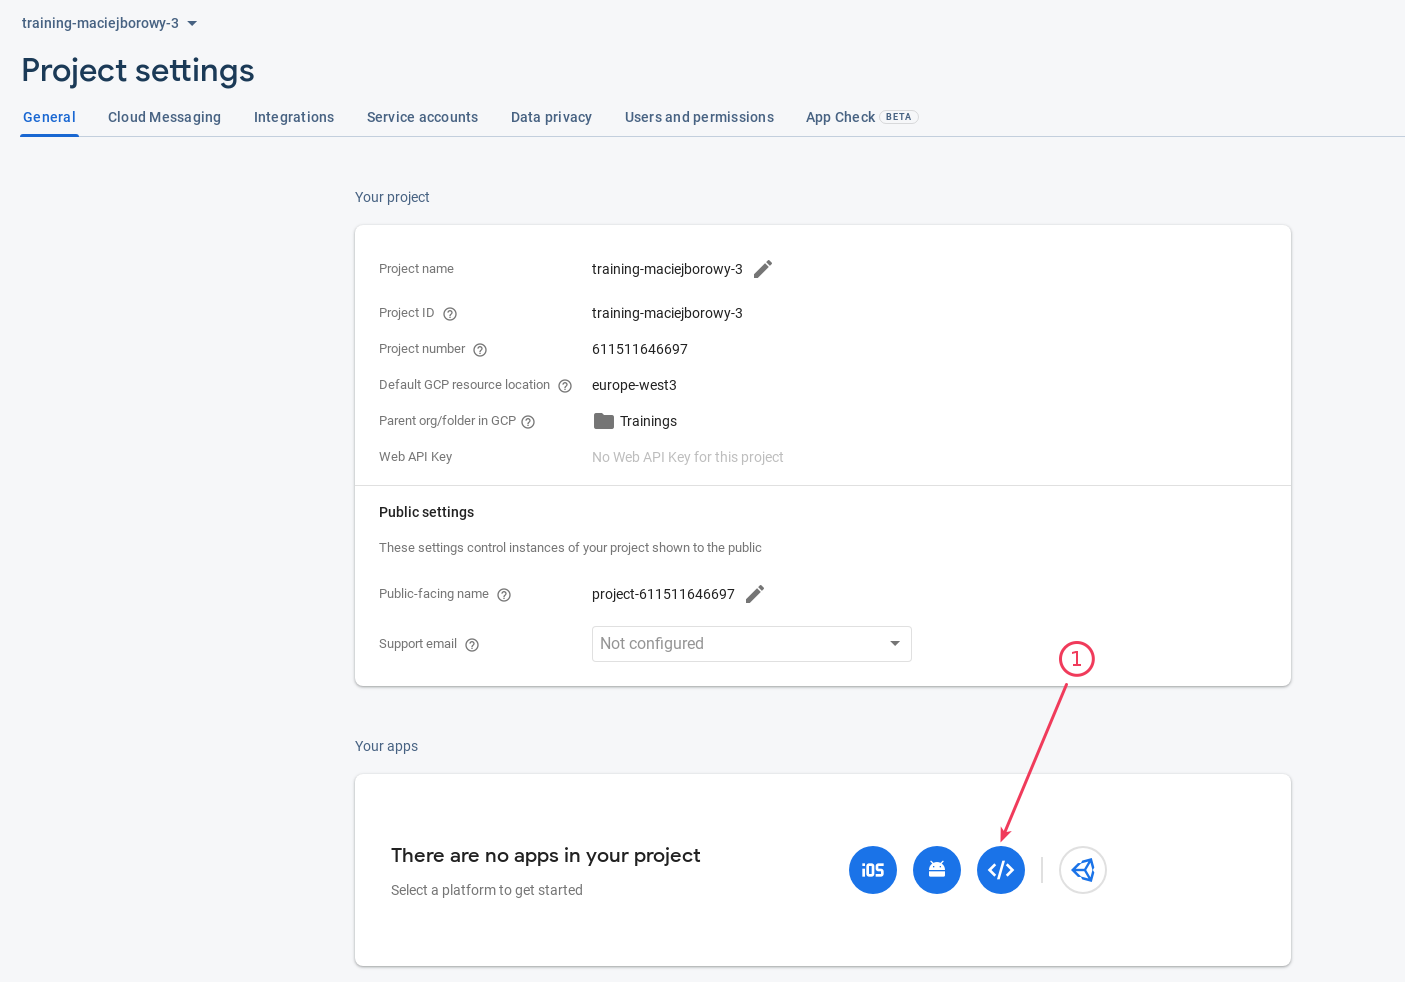 training-maciejborowy-3
Project settings
General Cloud Messaging Integrations Service accounts Data privacy Users and permissions App Check BETA
Your project
Project name training-maciejborowy-3
Project ID training-maciejborowy-3
Project number 611511646697
Default GCP resource location europe-west3
Parent org/folder in GCP Trainings
Web API Key No Web API Key for this project
Public settings
These settings control instances of your project shown to the public
Public-facing name project-611511646697
Support email Not configured
1
Your apps
There are no apps in your project
iOS </>
Select a platform to get started